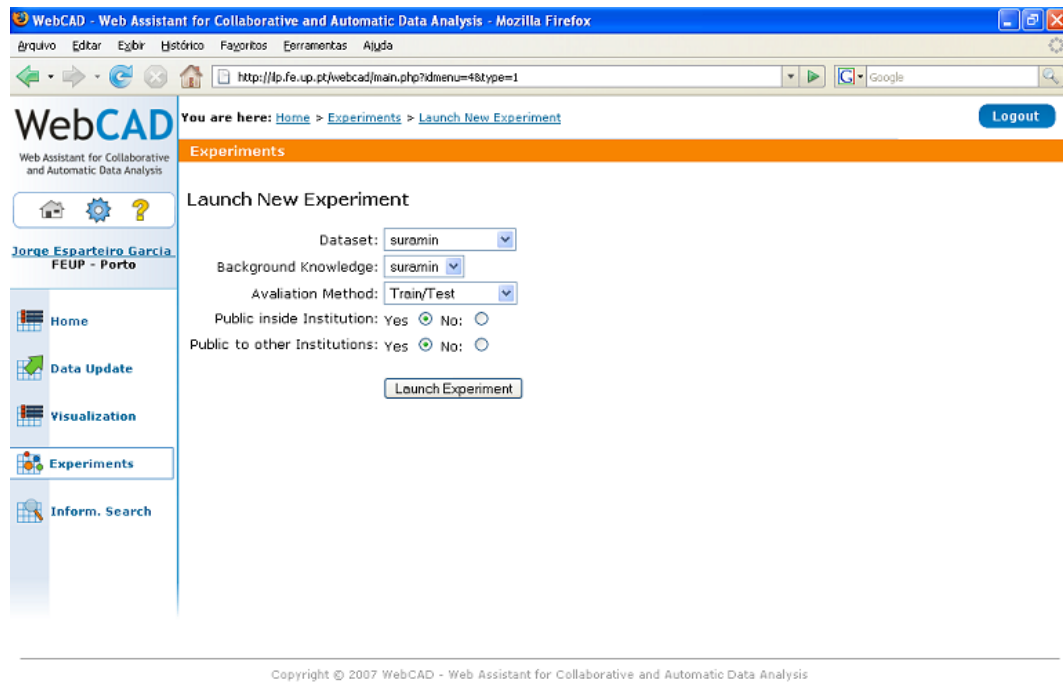 WebCAD - Web Assistant for Collaborative and Automatic Data Analysis - Mozilla Firefox
Arquivo Editar Exibir Histórico Favoritos Ferramentas Ajuda
http://lp.fe.up.pt/webcad/main.php?idmenu=4&type=1
G Google
WebCAD
Web Assistant for Collaborative
and Automatic Data Analysis
Jorge Esparteiro Garcia
FEUP - Porto
Home
Data Update
Visualization
Experiments
Inform. Search
You are here: Home > Experiments > Launch New Experiment
Logout
Experiments
Launch New Experiment
Dataset: suramin
Background Knowledge: suramin
Avaliation Method: Train/Test
Public inside Institution: Yes No:
Public to other Institutions: Yes No:
Launch Experiment
Copyright © 2007 WebCAD - Web Assistant for Collaborative and Automatic Data Analysis